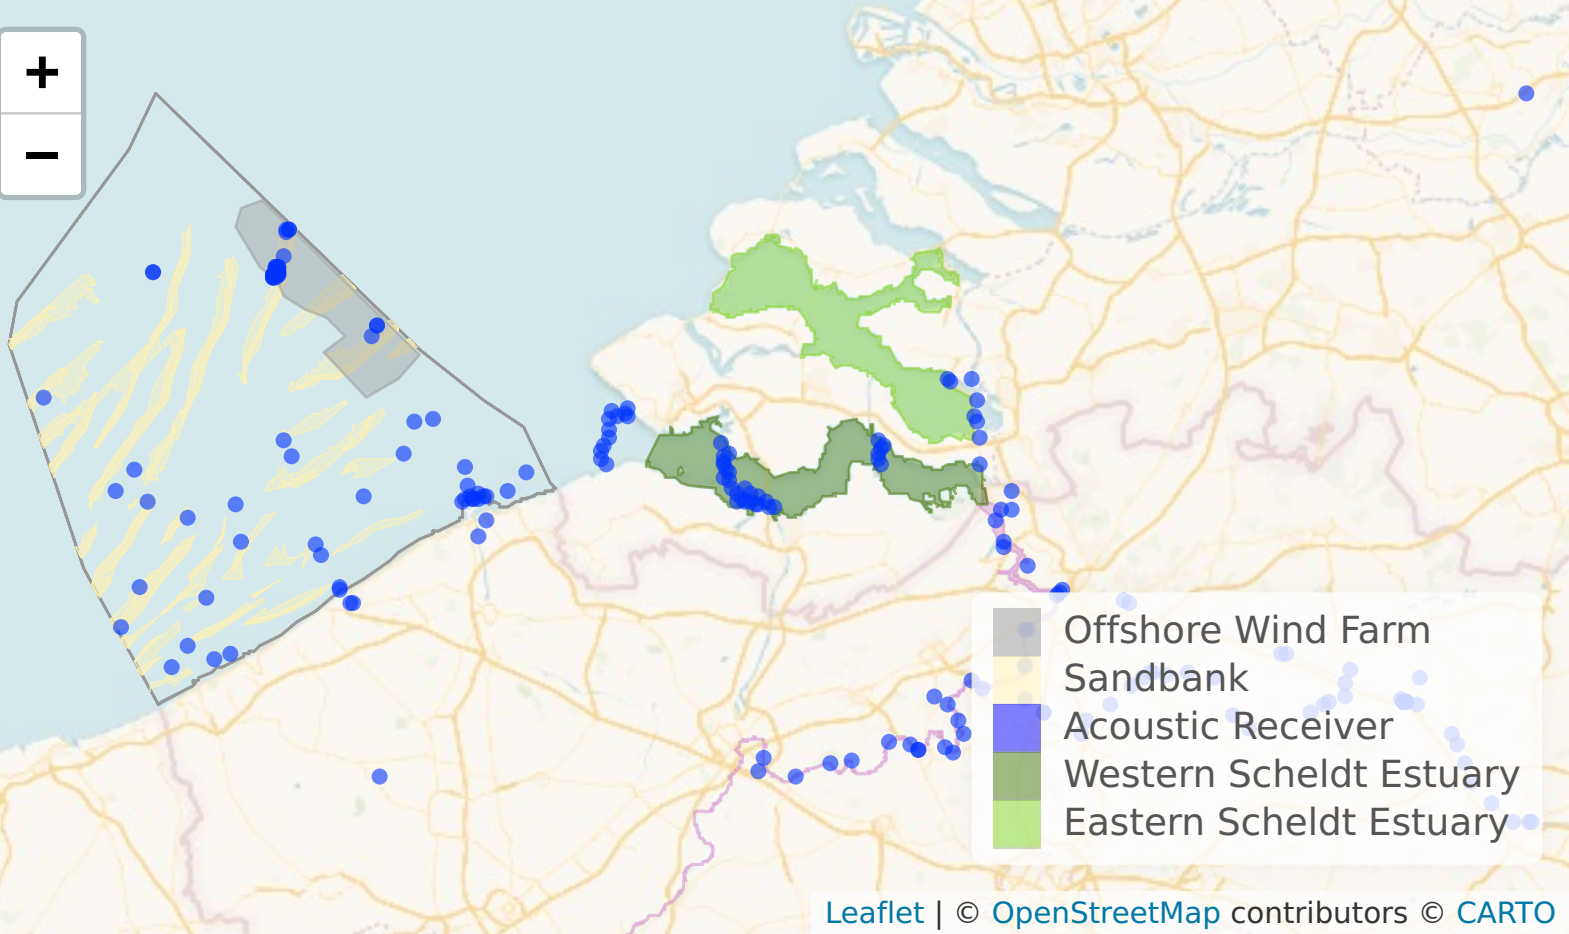 +
−
Offshore Wind Farm
Sandbank
Acoustic Receiver
Western Scheldt Estuary
Eastern Scheldt Estuary
Leaflet | © OpenStreetMap contributors © CARTO